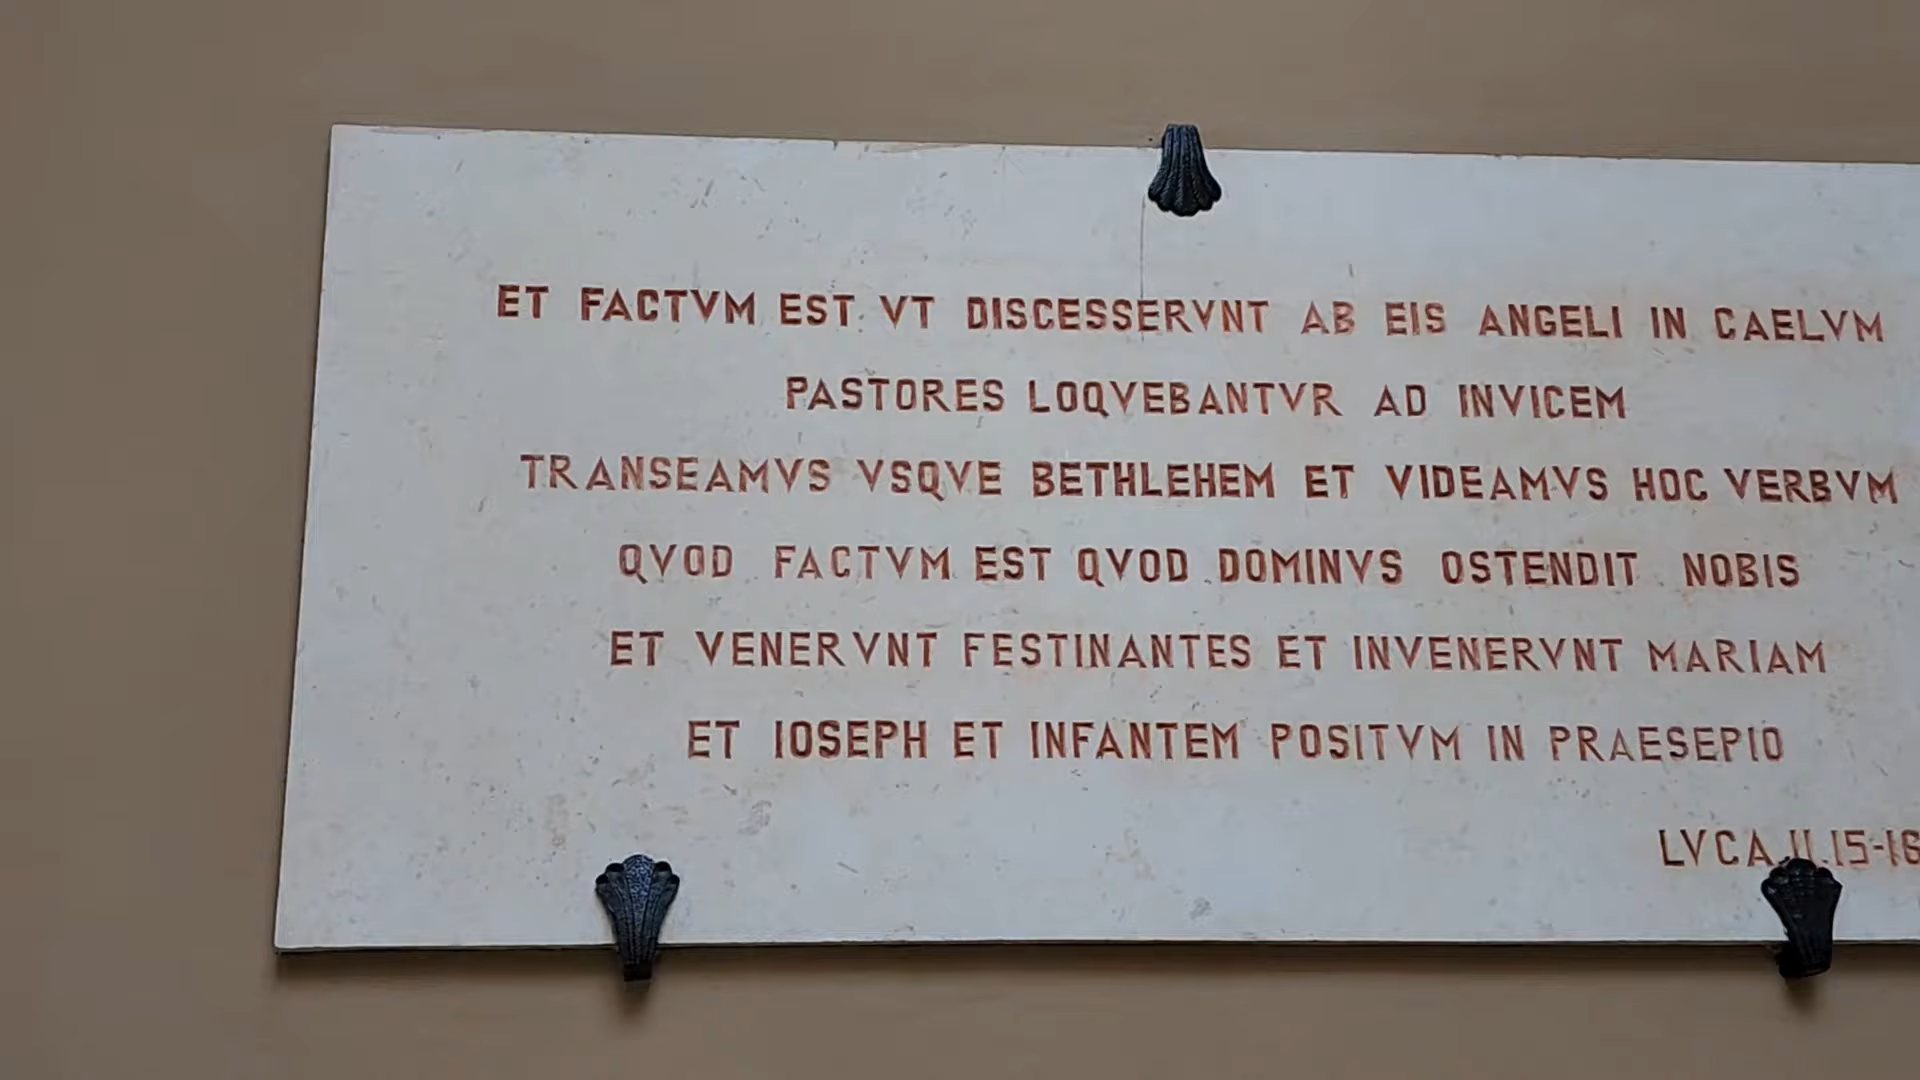 ET FACTVM EST VT DISCESSERVNT AB EIS ANGELI IN CAELVM
PASTORES LOQVEBANTVR AD INVICEM
TRANSEAMVS VSQVE BETHLEHEM ET VIDEAMVS HOC VERBVM
QVOD FACTVM EST QVOD DOMINVS OSTENDIT NOBIS
ET VENERVNT FESTINANTES ET INVENERVNT MARIAM
ET IOSEPH ET INFANTEM POSITVM IN PRAESEPIO
LVCA II.15-16